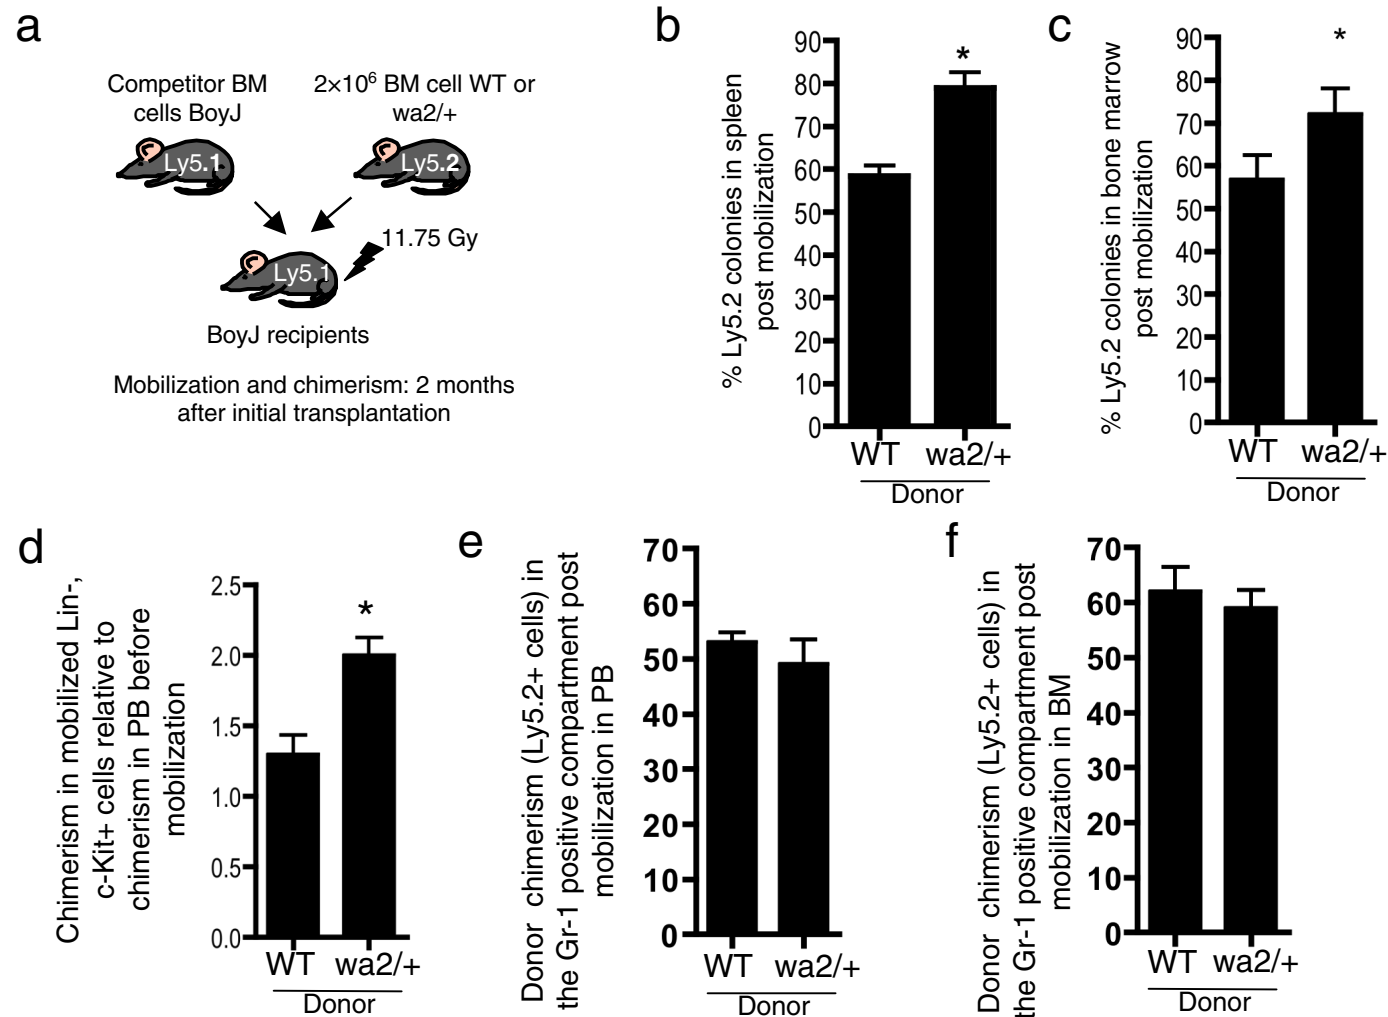 a
Competitor BM
cells BoyJ
2×10⁶ BM cell WT or
wa2/+
Ly5.1
Ly5.2
11.75 Gy
Ly5.1
BoyJ recipients
Mobilization and chimerism: 2 months
after initial transplantation
b
% Ly5.2 colonies in spleen
post mobilization
90
80
70
60
50
40
30
20
10
0
*
WT
wa2/+
Donor
c
% Ly5.2 colonies in bone marrow
post mobilization
90
80
70
60
50
40
30
20
10
0
*
WT
wa2/+
Donor
d
Chimerism in mobilized Lin-,
c-Kit+ cells relative to
chimerism in PB before
mobilization
2.5
2.0
1.5
1.0
0.5
0.0
*
WT
wa2/+
Donor
e
Donor chimerism (Ly5.2+ cells) in
the Gr-1 positive compartment post
mobilization in PB
70
60
50
40
30
20
10
0
WT
wa2/+
Donor
f
Donor chimerism (Ly5.2+ cells) in
the Gr-1 positive compartment post
mobilization in BM
70
60
50
40
30
20
10
0
WT
wa2/+
Donor